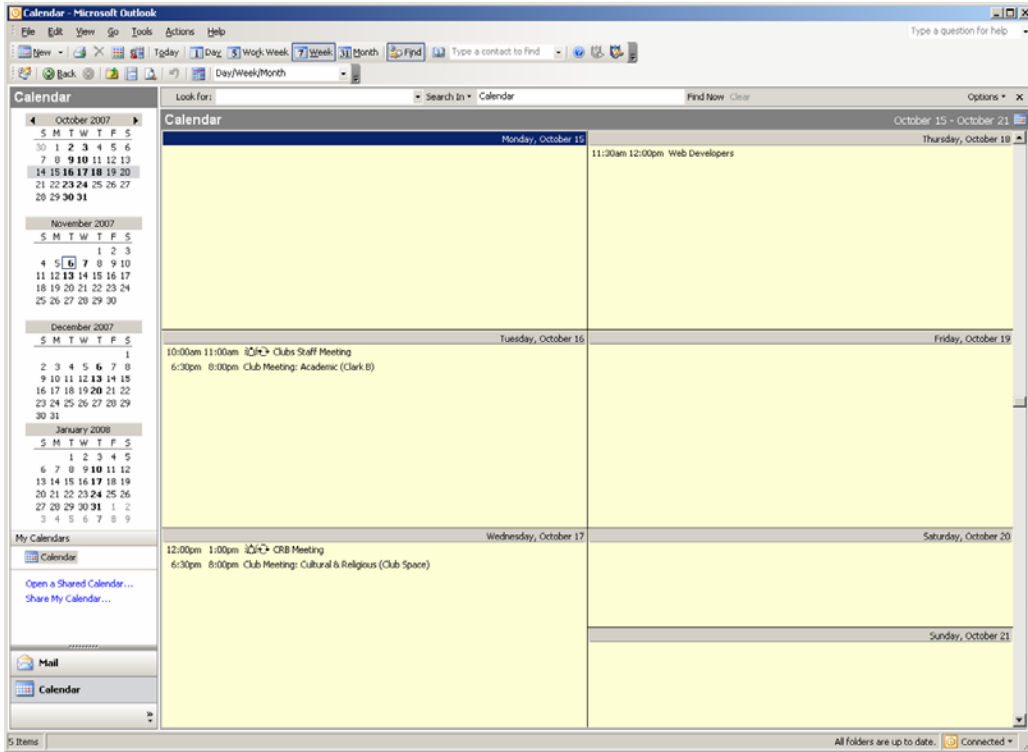 Calendar - Microsoft Outlook
File Edit View Go Tools Actions Help
Type a question for help
New Today 1 Day 5 Work Week 7 Week 31 Month Find Type a contact to find
Back Day/Week/Month
Calendar
Look for: Search In Calendar Find Now Clear Options
October 2007
S M T W T F S
30 1 2 3 4 5 6
7 8 9 10 11 12 13
14 15 16 17 18 19 20
21 22 23 24 25 26 27
28 29 30 31
November 2007
S M T W T F S
1 2 3
4 5 6 7 8 9 10
11 12 13 14 15 16 17
18 19 20 21 22 23 24
25 26 27 28 29 30
December 2007
S M T W T F S
1
2 3 4 5 6 7 8
9 10 11 12 13 14 15
16 17 18 19 20 21 22
23 24 25 26 27 28 29
30 31
January 2008
S M T W T F S
1 2 3 4 5
6 7 8 9 10 11 12
13 14 15 16 17 18 19
20 21 22 23 24 25 26
27 28 29 30 31 1 2
3 4 5 6 7 8 9
My Calendars
Calendar
Open a Shared Calendar...
Share My Calendar...
Mail
Calendar
Calendar
October 15 - October 21
Monday, October 15
Tuesday, October 16
10:00am 11:00am Clubs Staff Meeting
6:30pm 8:00pm Club Meeting: Academic (Clark B)
Wednesday, October 17
12:00pm 1:00pm CRB Meeting
6:30pm 8:00pm Club Meeting: Cultural & Religious (Club Space)
Thursday, October 18
11:30am 12:00pm Web Developers
Friday, October 19
Saturday, October 20
Sunday, October 21
5 Items
All folders are up to date. Connected